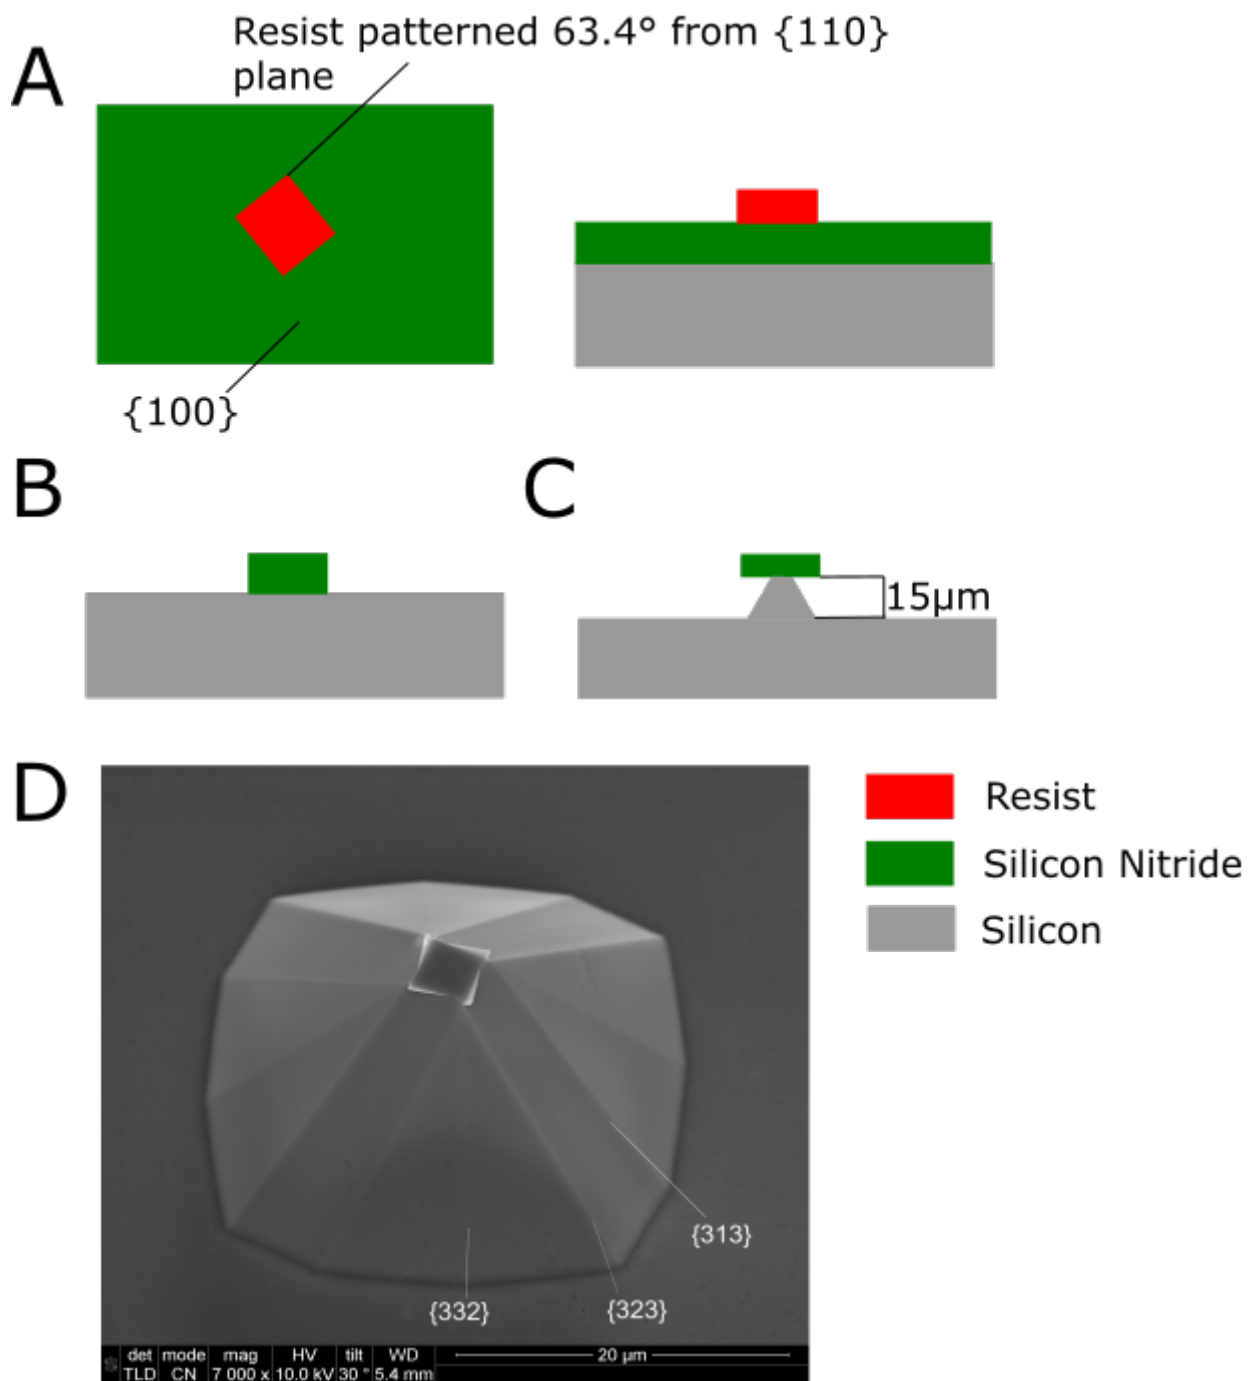 A
Resist patterned 63.4° from {110}
plane
{100}
B
C
15μm
D
Resist
Silicon Nitride
Silicon
{313}
{332}
{323}
det mode mag HV tilt WD
20 μm
TLD CN 7 000 x 10.0 kV 30 ° 5.4 mm